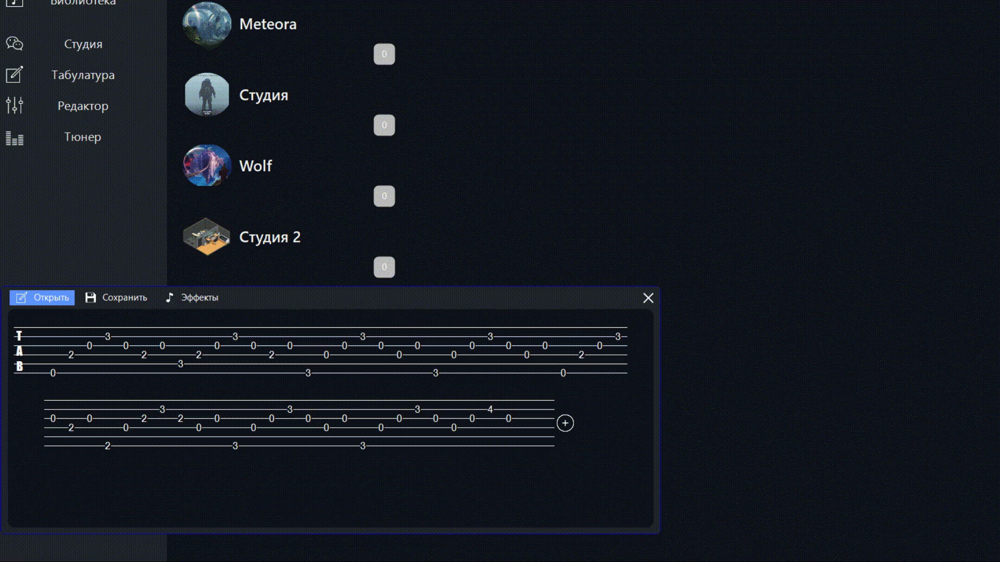 Библиотека
Студия
Табулатура
Редактор
Тюнер
Meteora
0
Студия
0
Wolf
0
Студия 2
0
Открыть Сохранить Эффекты
T 3 3 3 3 3
0 0 0 0 0 0 0 0 0 0 0 0 0
A 2 2 2 2 0 0 0 0 2
B 3
0 3 3 0
3 3 3 4
0 0 2 2 0 0 0 0 0 0 0 0
2 0 0 0 0 0 0
2 3 3